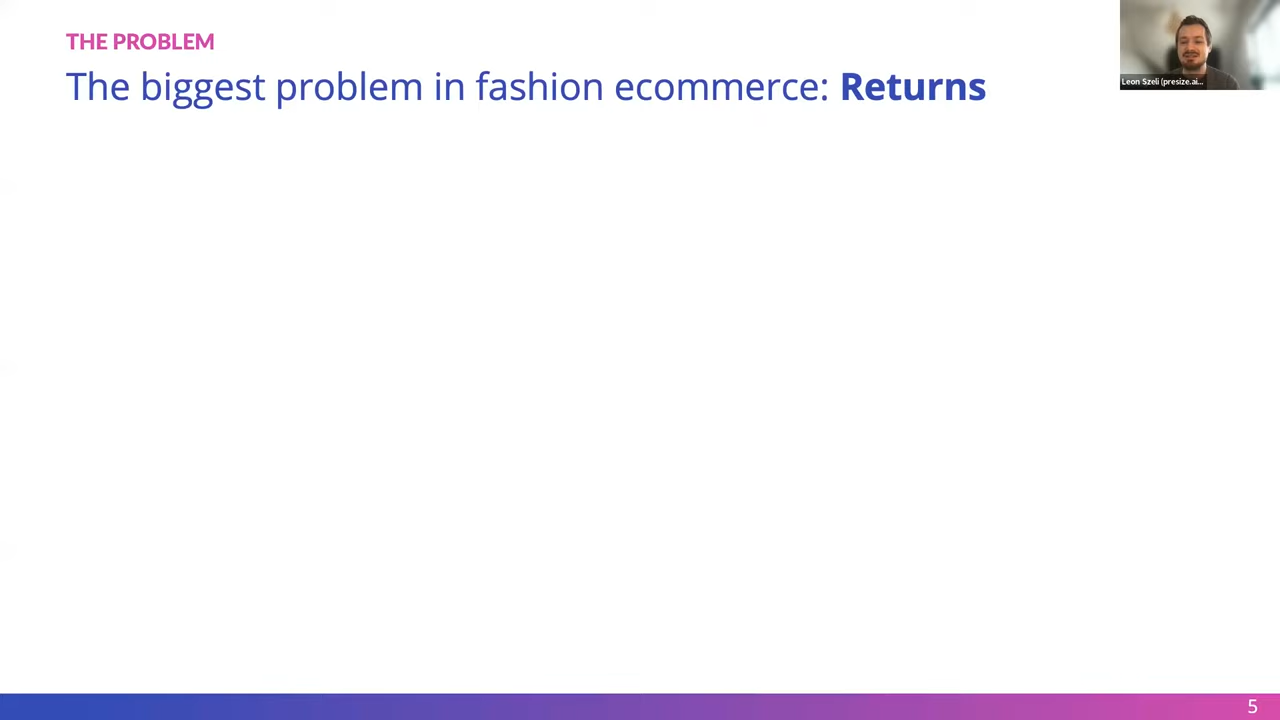 THE PROBLEM
The biggest problem in fashion ecommerce: Returns
Leon Szeli (presize.ai...
5